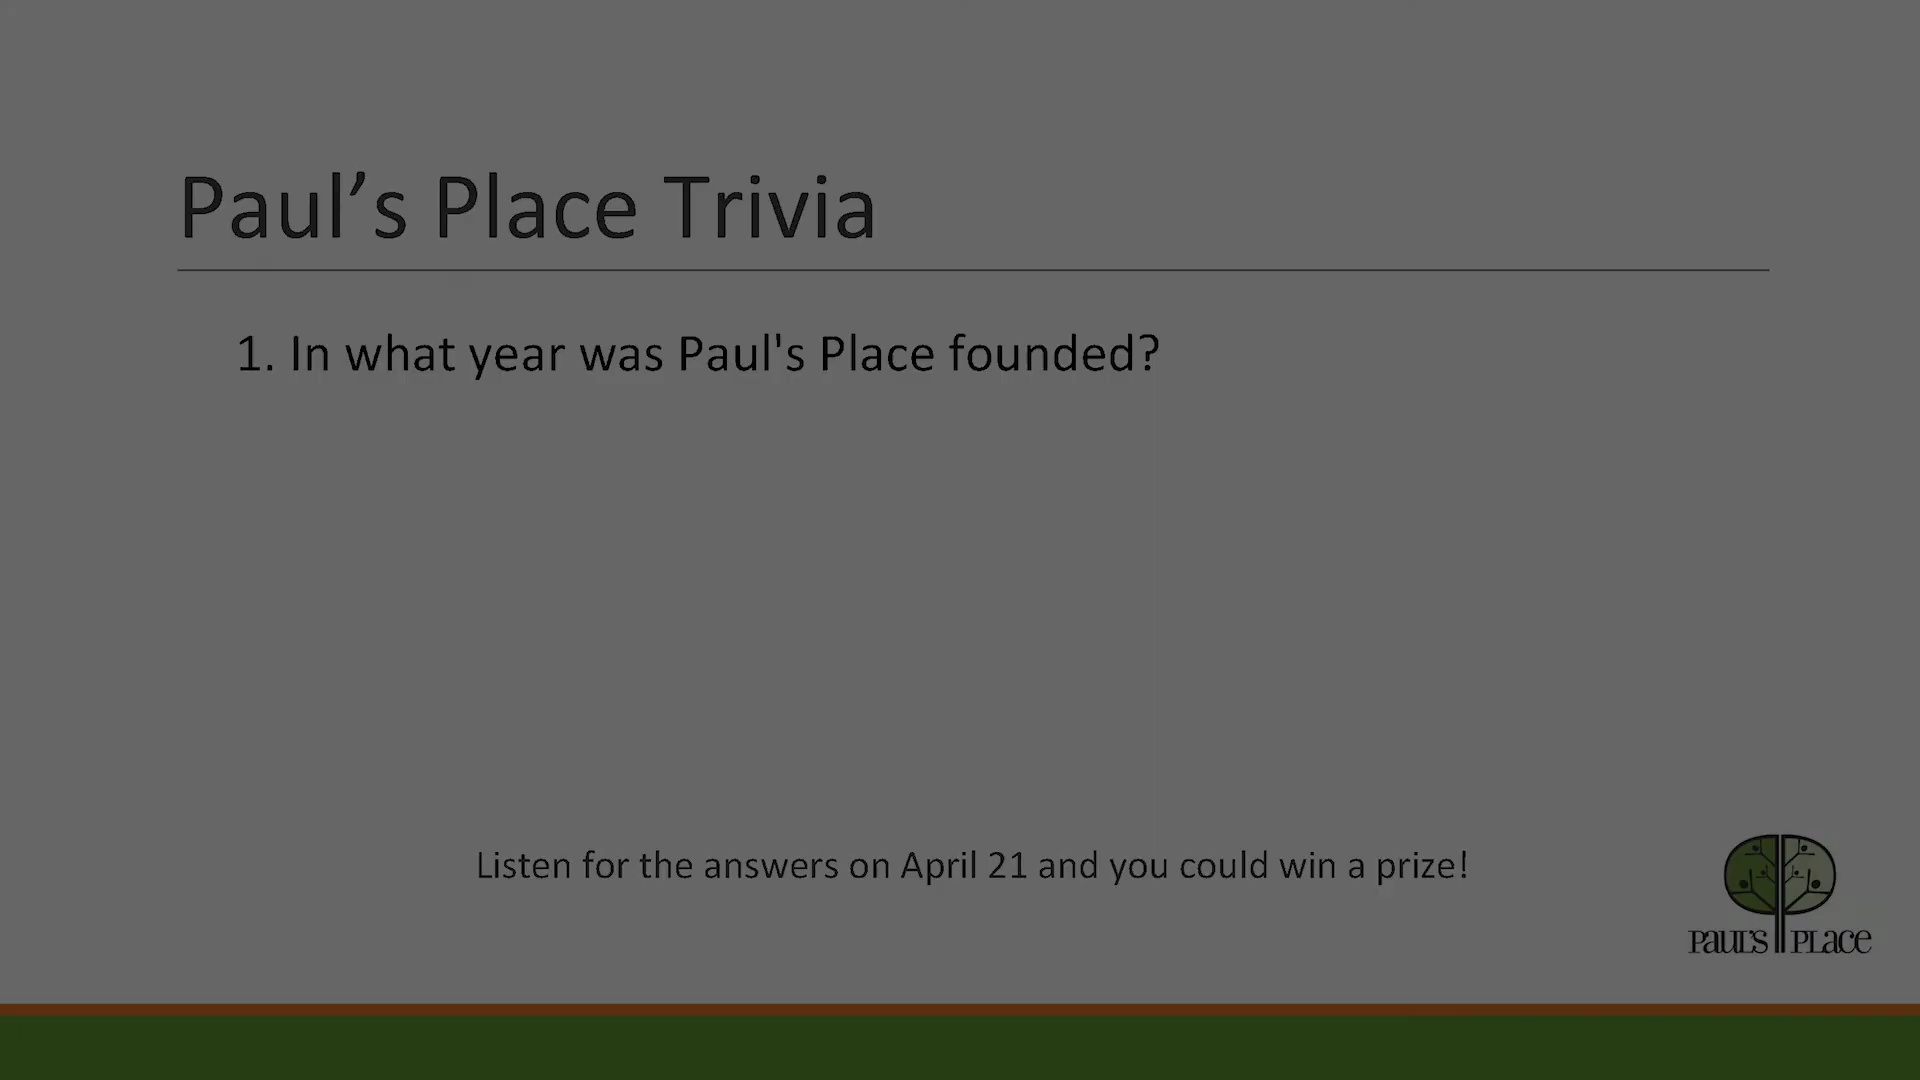 Paul’s Place Trivia
1. In what year was Paul's Place founded?
Listen for the answers on April 21 and you could win a prize!
PAUL'S PLACE